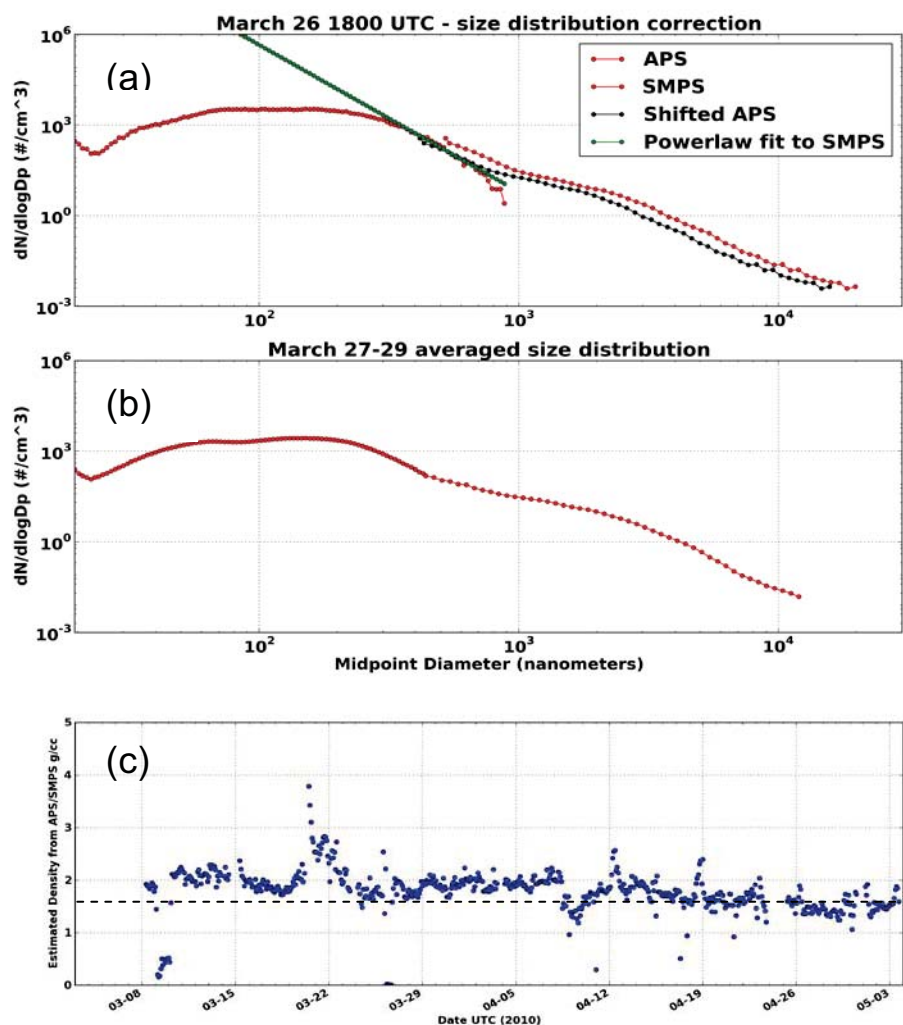 March 26 1800 UTC - size distribution correction
(a)
APS
SMPS
Shifted APS
Powerlaw fit to SMPS
dN/dlogDp (#/cm^3)
10^6
10^3
10^0
10^-3
10^2
10^3
10^4
March 27-29 averaged size distribution
(b)
dN/dlogDp (#/cm^3)
10^6
10^3
10^0
10^-3
10^2
10^3
10^4
Midpoint Diameter (nanometers)
(c)
Estimated Density from APS/SMPS g/cc
5
4
3
2
1
0
03-08
03-15
03-22
03-29
04-05
04-12
04-19
04-26
05-03
Date UTC (2010)